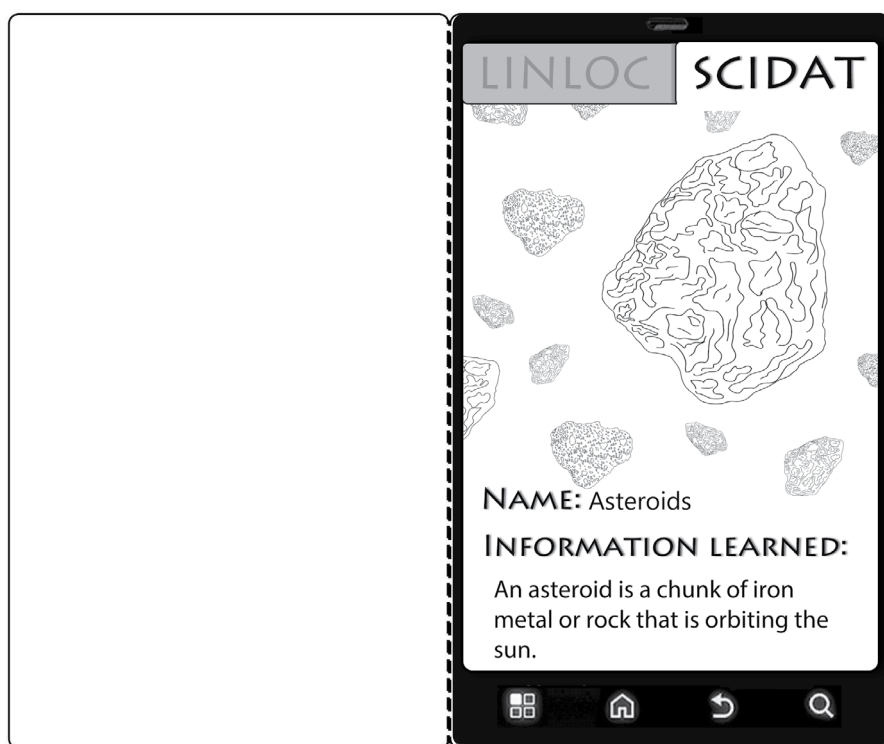 LINLOC
SCIDAT
Name: Asteroids
Information learned:
An asteroid is a chunk of iron
metal or rock that is orbiting the
sun.